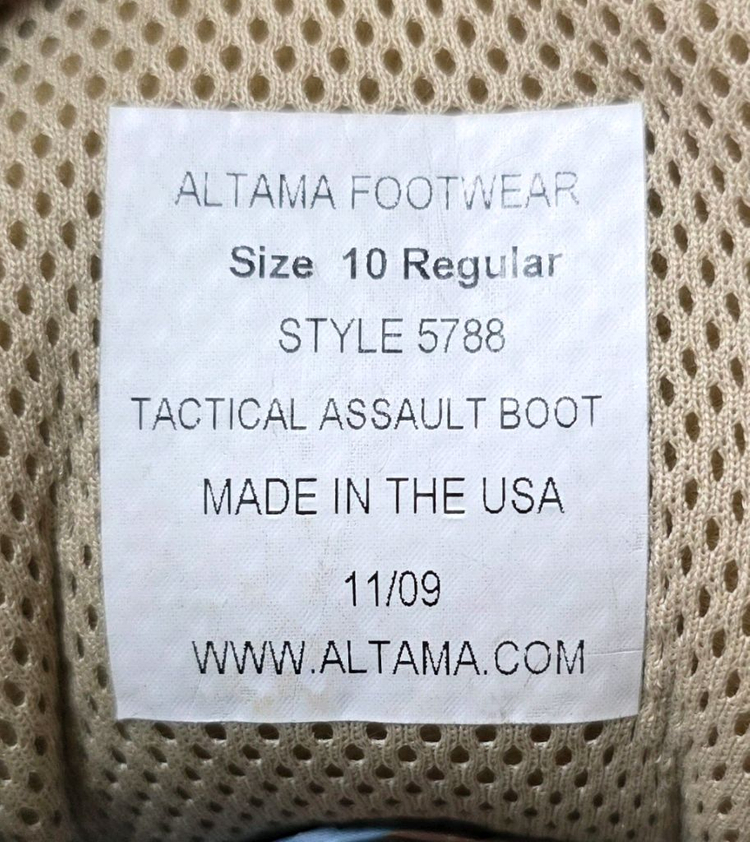 ALTAMA FOOTWEAR
Size 10 Regular
STYLE 5788
TACTICAL ASSAULT BOOT
MADE IN THE USA
11/09
WWW.ALTAMA.COM